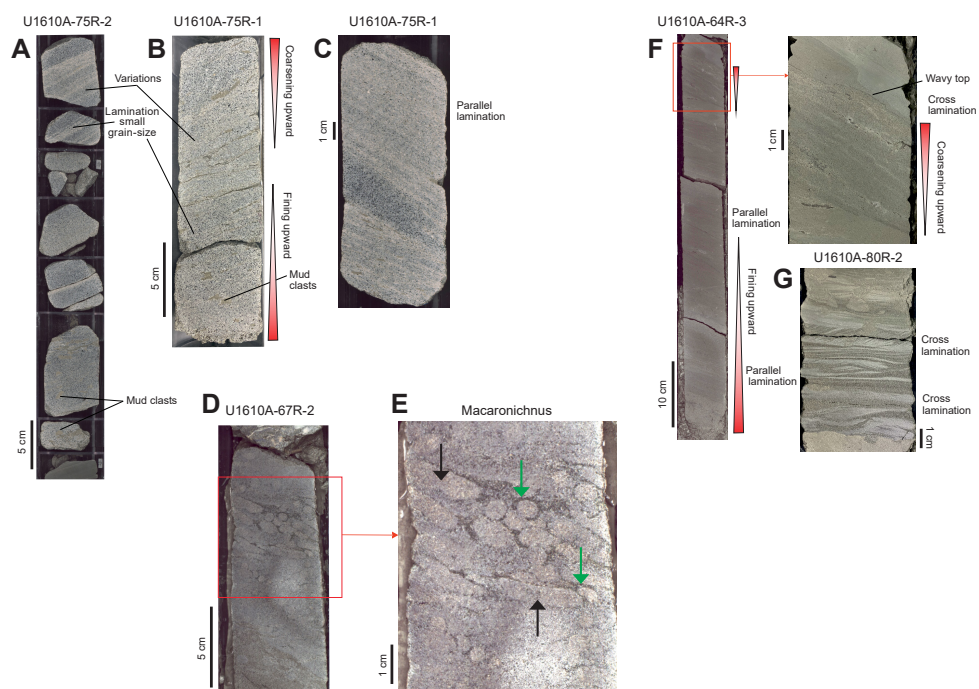 U1610A-75R-2
A
Variations
Lamination
small
grain-size
Mud clasts
5 cm
U1610A-75R-1
B
Coarsening upward
Fining upward
Mud
clasts
5 cm
U1610A-75R-1
C
1 cm
Parallel
lamination
D
U1610A-67R-2
5 cm
E
Macaronichnus
1 cm
U1610A-64R-3
F
Parallel
lamination
Fining upward
Parallel
lamination
10 cm
Wavy top
Cross
lamination
1 cm
Coarsening upward
U1610A-80R-2
G
Cross
lamination
Cross
lamination
1 cm